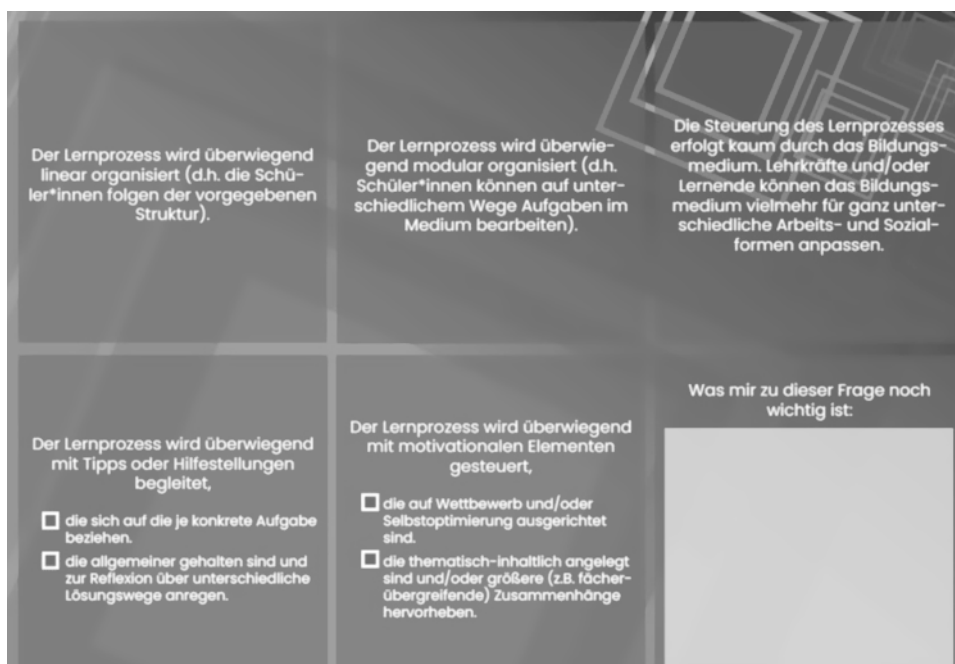 Der Lernprozess wird überwiegend
linear organisiert (d.h. die Schü-
ler*innen folgen der vorgegebenen
Struktur).
Der Lernprozess wird überwie-
gend modular organisiert (d.h.
Schüler*innen können auf unter-
schiedlichem Wege Aufgaben im
Medium bearbeiten).
Die Steuerung des Lernprozesses
erfolgt kaum durch das Bildungs-
medium. Lehrkräfte und/oder
Lernende können das Bildungs-
medium vielmehr für ganz unter-
schiedliche Arbeits- und Sozial-
formen anpassen.
Der Lernprozess wird überwiegend
mit Tipps oder Hilfestellungen
begleitet,
die sich auf die je konkrete Aufgabe
beziehen.
die allgemeiner gehalten sind und
zur Reflexion über unterschiedliche
Lösungswege anregen.
Der Lernprozess wird überwiegend
mit motivationalen Elementen
gesteuert,
die auf Wettbewerb und/oder
Selbstoptimierung ausgerichtet
sind.
die thematisch-inhaltlich angelegt
sind und/oder größere (z.B. fächer-
übergreifende) Zusammenhänge
hervorheben.
Was mir zu dieser Frage noch
wichtig ist: